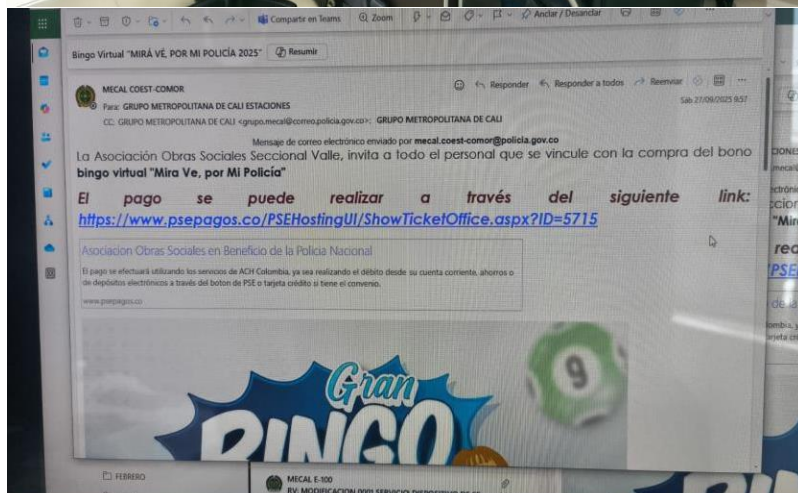 Compartir en Teams Zoom Anclar / Desanclar
Bingo Virtual "MIRÁ VÉ, POR MI POLICÍA 2025" Resumir
MECAL COEST-COMOR
Responder Responder a todos Reenviar
Para: GRUPO METROPOLITANA DE CALI ESTACIONES
Sáb 27/09/2025 9:57
CC: GRUPO METROPOLITANA DE CALI <grupo.mecal@correo.policia.gov.co>; GRUPO METROPOLITANA DE CALI
Mensaje de correo electrónico enviado por mecal.coest-comor@policia.gov.co
La Asociación Obras Sociales Seccional Valle, invita a todo el personal que se vincule con la compra del bono
bingo virtual "Mira Ve, por Mi Policía"
El pago se puede realizar a través del siguiente link:
https://www.psepagos.co/PSEHostingUI/ShowTicketOffice.aspx?ID=5715
Asociacion Obras Sociales en Beneficio de la Policia Nacional
El pago se efectuará utilizando los servicios de ACH Colombia, ya sea realizando el débito desde su cuenta corriente, ahorros o
de depósitos electrónicos a través del boton de PSE o tarjeta crédito si tiene el convenio.
www.psepagos.co
9
Gran
BINGO
FEBRERO
MECAL E-100